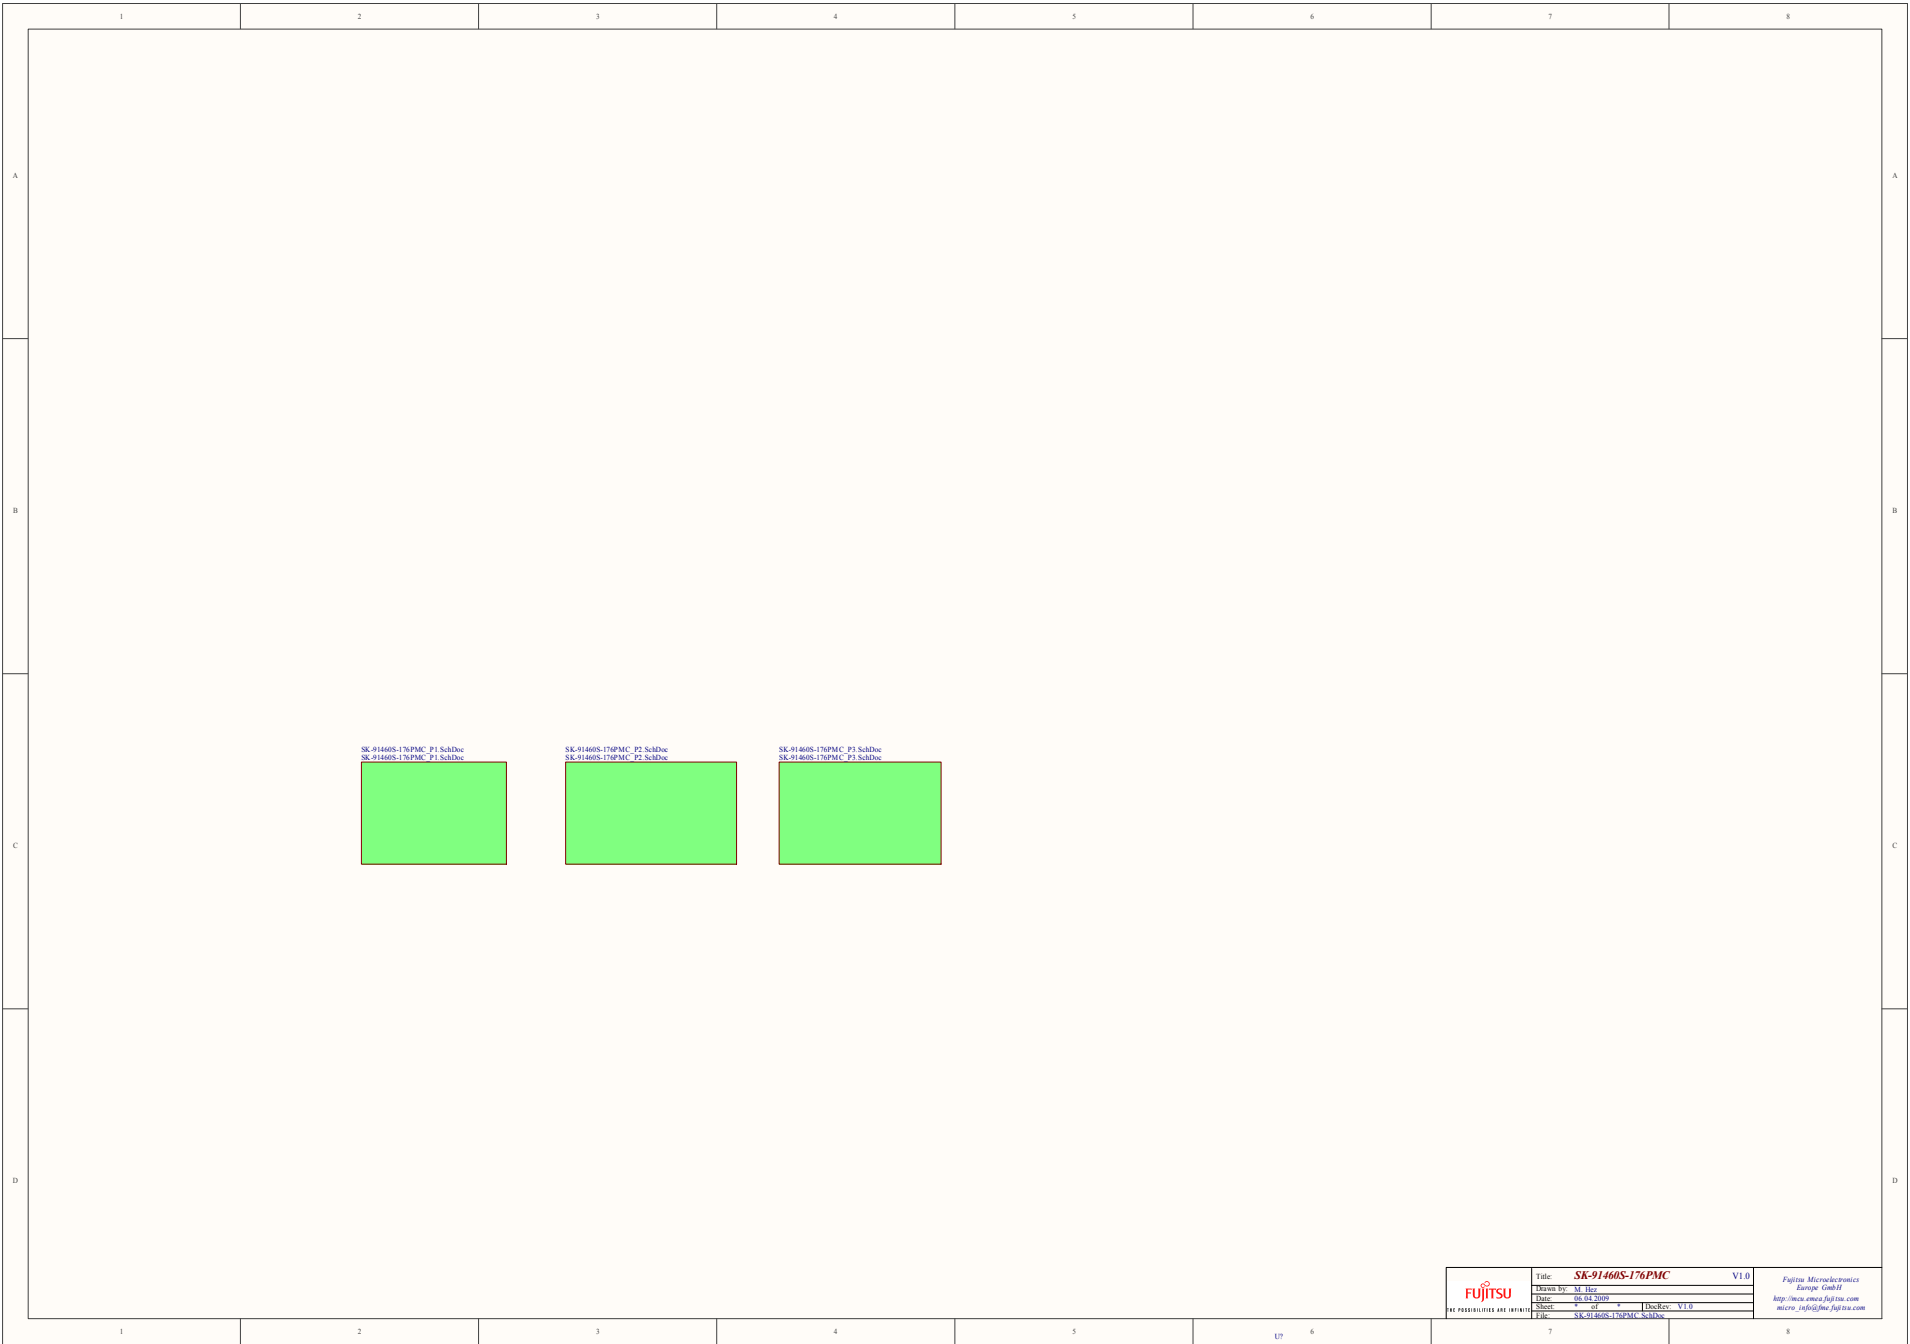 1 2 3 4 5 6 7 8
A A
B B
SK-91460S-176PMC_P1.SchDoc SK-91460S-176PMC_P2.SchDoc SK-91460S-176PMC_P3.SchDoc
SK-91460S-176PMC_P1.SchDoc SK-91460S-176PMC_P2.SchDoc SK-91460S-176PMC_P3.SchDoc
C C
D D
FUJITSU
THE POSSIBILITIES ARE INFINITE
Title: SK-91460S-176PMC V1.0
Drawn by: M. Hez
Date: 06.04.2009
Sheet: * of * DocRev: V1.0
File: SK-91460S-176PMC.SchDoc
Fujitsu Microelectronics
Europe GmbH
http://mcu.emea.fujitsu.com
micro_info@fme.fujitsu.com
1 2 3 4 5 U? 6 7 8